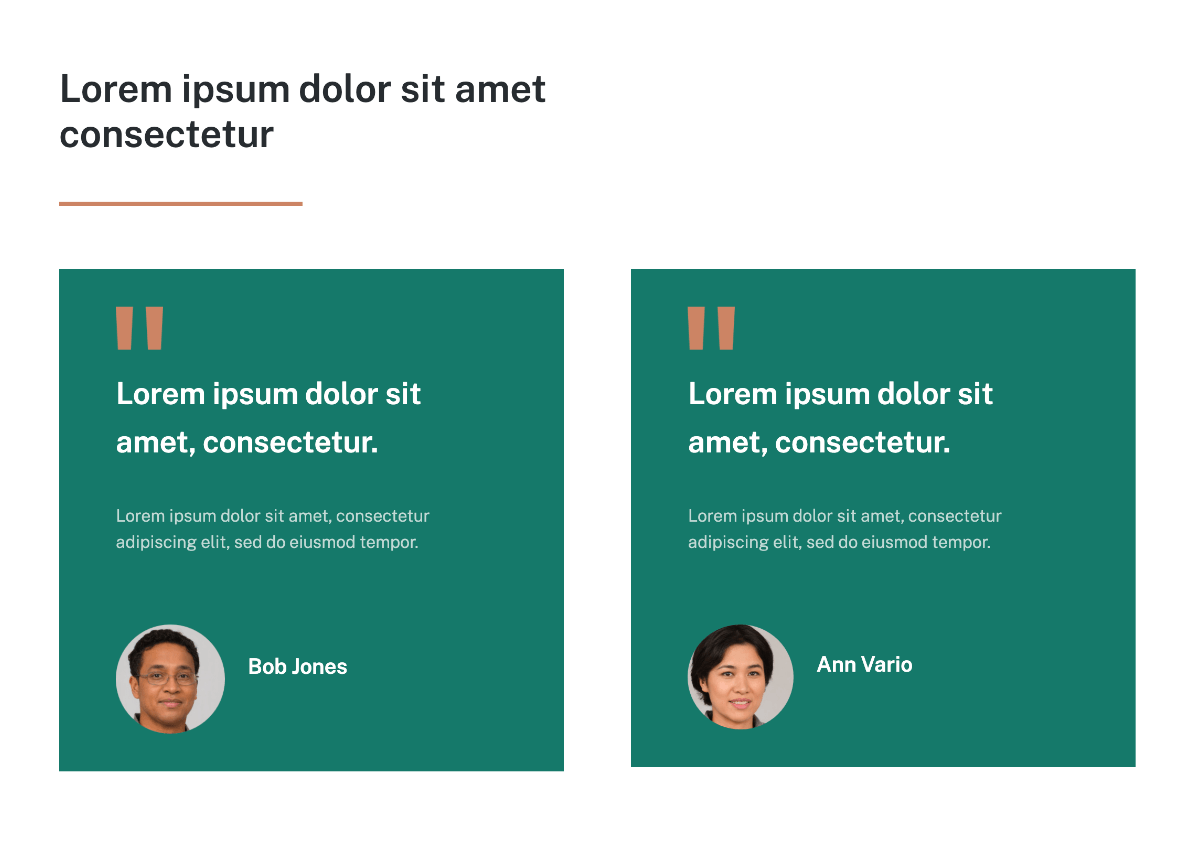 Lorem ipsum dolor sit amet
consectetur
"
Lorem ipsum dolor sit
amet, consectetur.
Lorem ipsum dolor sit amet, consectetur
adipiscing elit, sed do eiusmod tempor.
Bob Jones
"
Lorem ipsum dolor sit
amet, consectetur.
Lorem ipsum dolor sit amet, consectetur
adipiscing elit, sed do eiusmod tempor.
Ann Vario